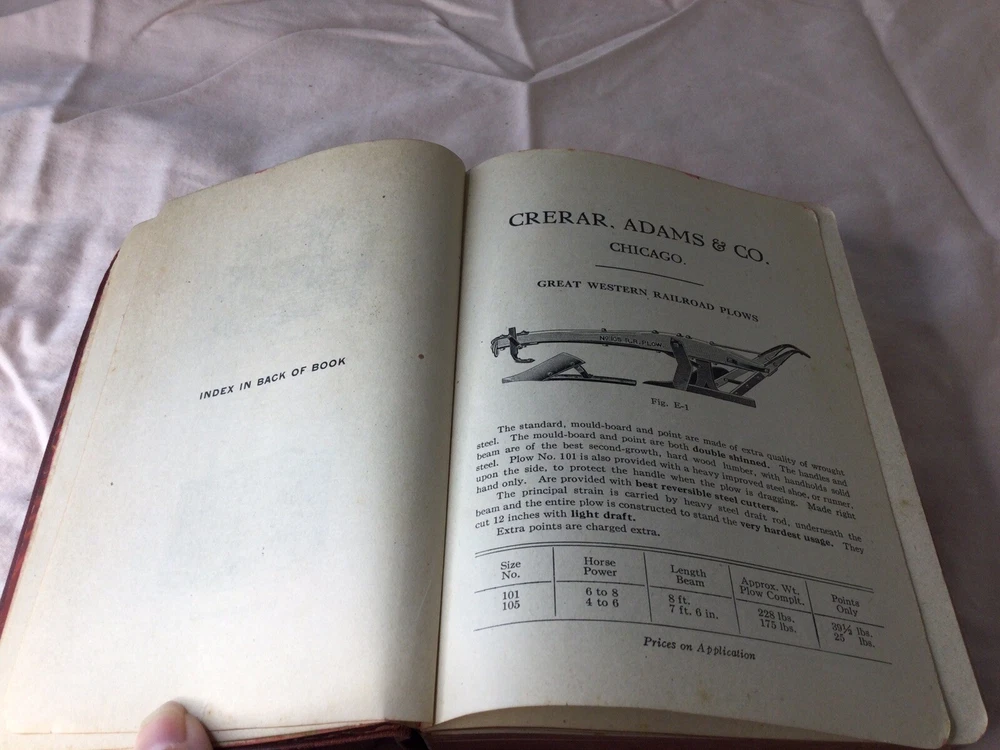 INDEX IN BACK OF BOOK
CRERAR, ADAMS & CO.
CHICAGO.
GREAT WESTERN RAILROAD PLOWS
No. 105 R.R. PLOW
Fig. E-1
The standard, mould-board and point are made of extra quality of wrought
steel. The mould-board and point are both double shinned. The handles and
beam are of the best second-growth, hard wood lumber, with handholds solid
steel. Plow No. 101 is also provided with a heavy improved steel shoe, or runner,
upon the side, to protect the handle when the plow is dragging. Made right
hand only. Are provided with best reversible steel cutters.
The principal strain is carried by heavy steel draft rod, underneath the
beam and the entire plow is constructed to stand the very hardest usage. They
cut 12 inches with light draft.
Extra points are charged extra.
Size No. Horse Power Length Beam Approx. Wt. Plow Complt. Points Only
101 6 to 8 8 ft. 228 lbs. 39½ lbs.
105 4 to 6 7 ft. 6 in. 175 lbs. 25 lbs.
Prices on Application